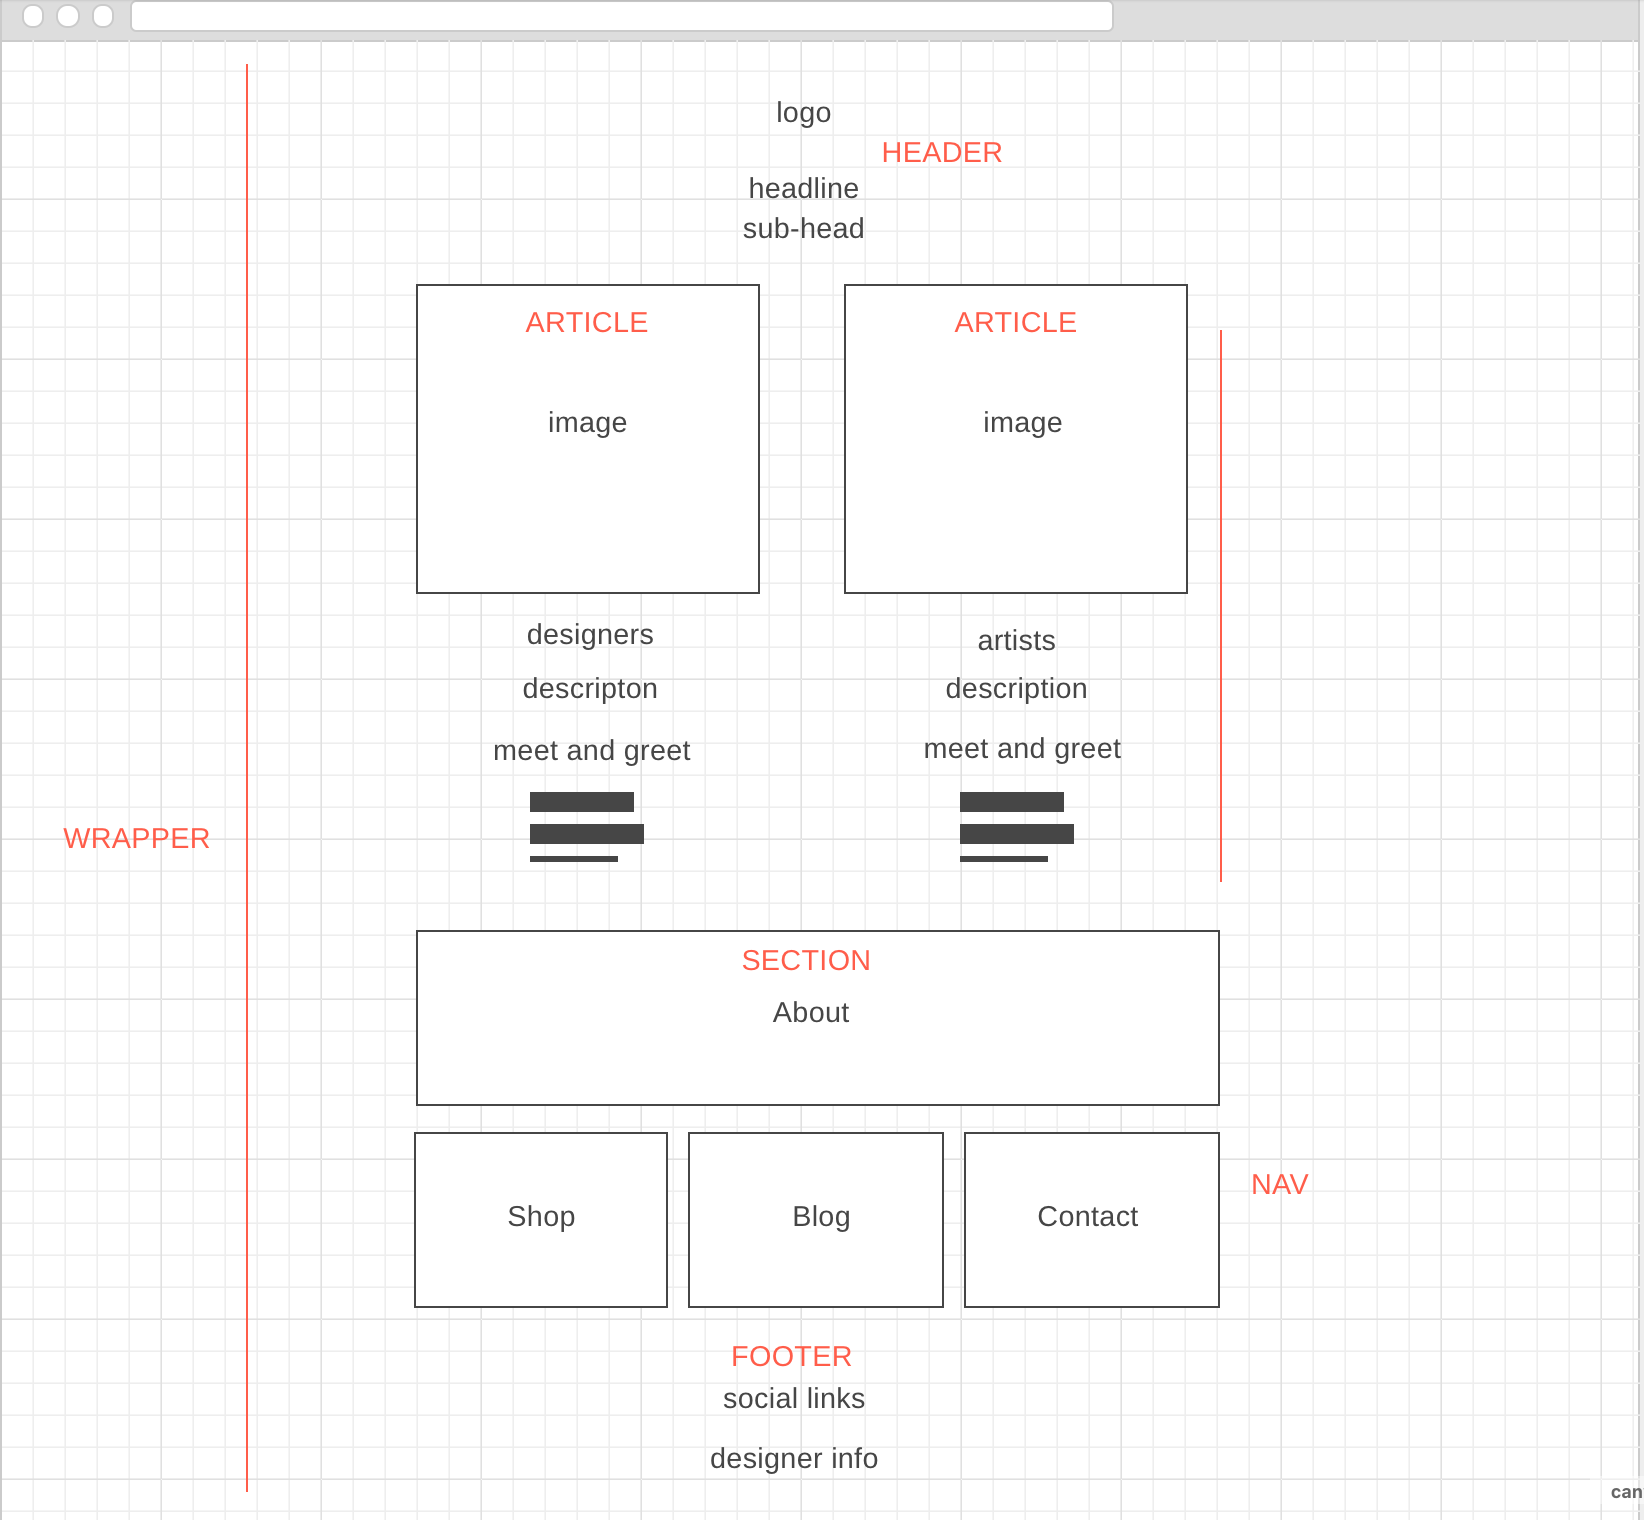 logo
HEADER
headline
sub-head
ARTICLE
image
designers
descripton
meet and greet
ARTICLE
image
artists
description
meet and greet
WRAPPER
SECTION
About
Shop
Blog
Contact
NAV
FOOTER
social links
designer info